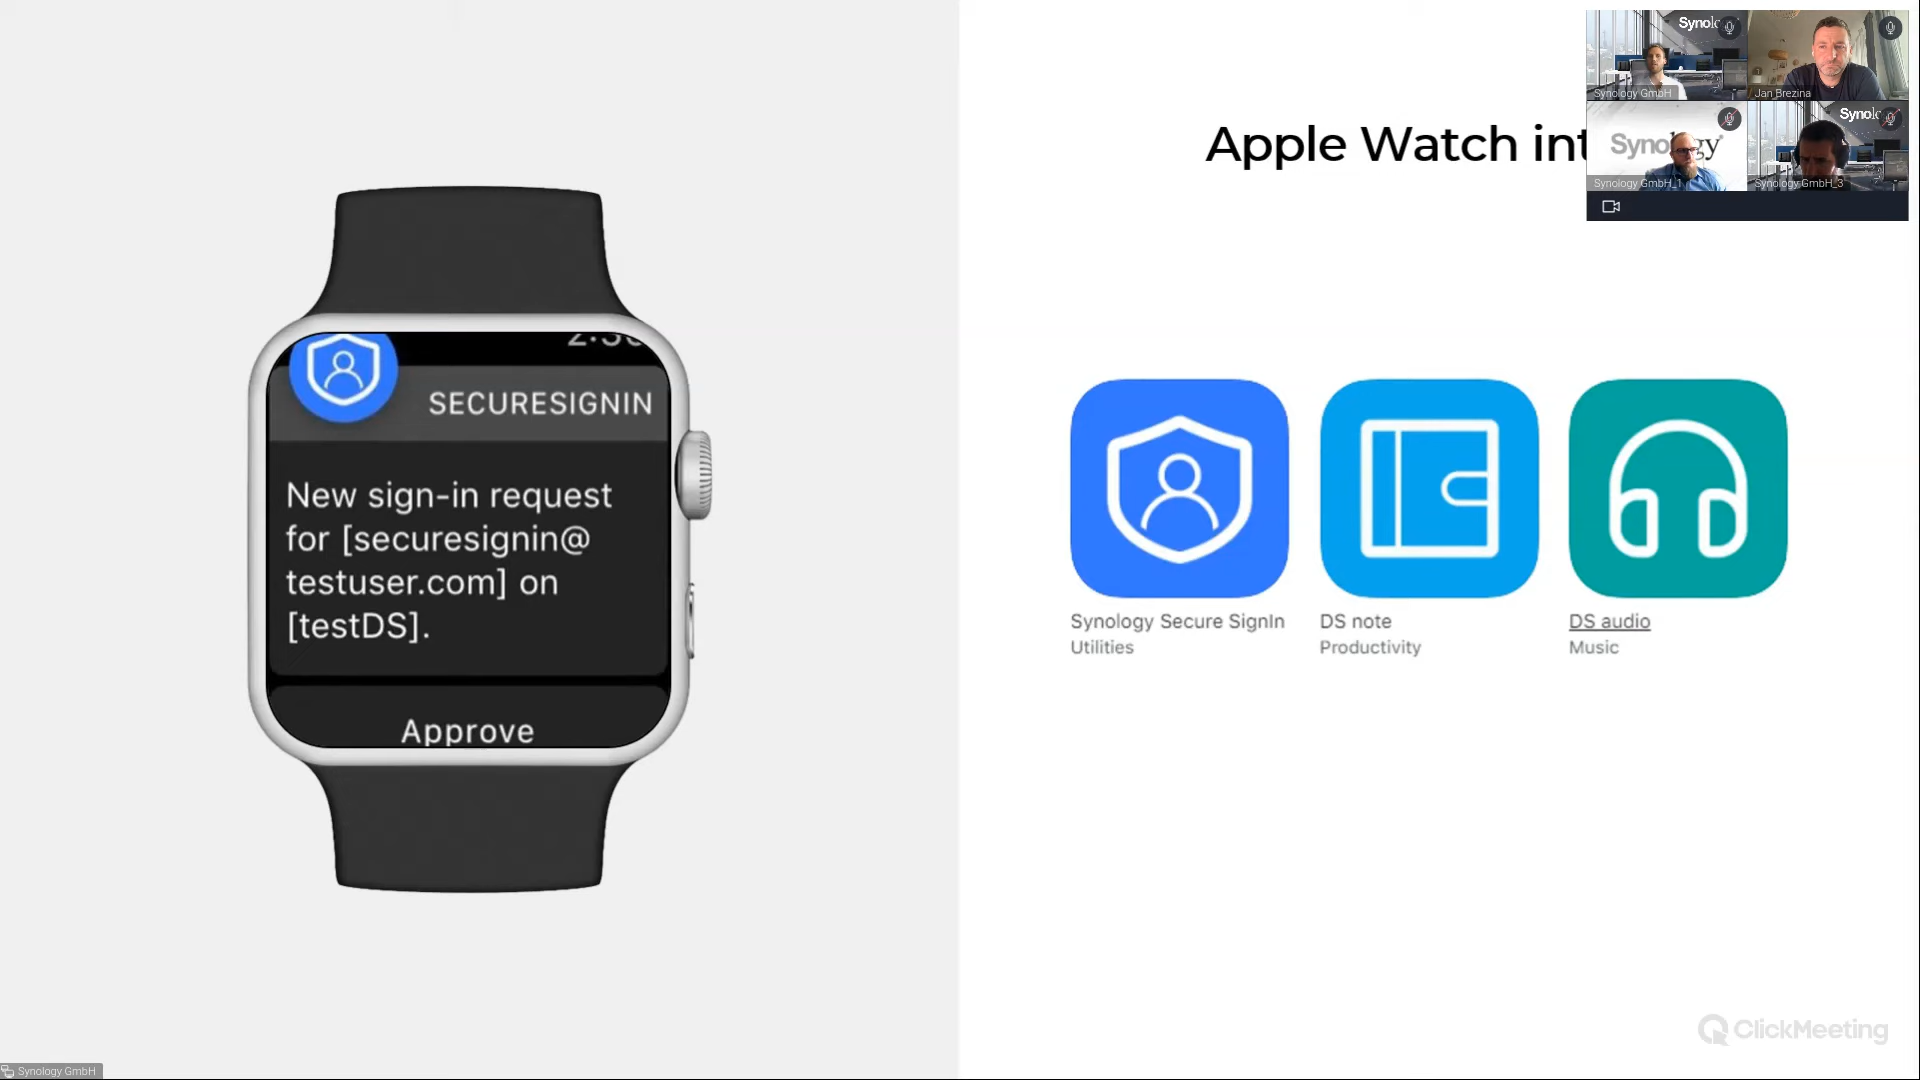 Apple Watch int
SECURESIGNIN
New sign-in request
for [securesignin@
testuser.com] on
[testDS].
Approve
Synology Secure SignIn
Utilities
DS note
Productivity
DS audio
Music
Synology GmbH
Jan Brezina
Synology
Synology GmbH_1
Synology GmbH_3
ClickMeeting
Synology GmbH